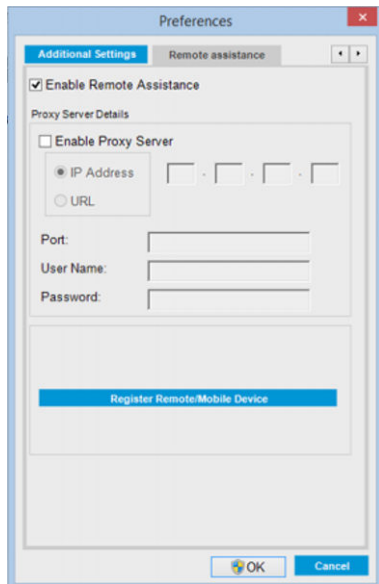 Preferences
Additional Settings
Remote assistance
Enable Remote Assistance
Proxy Server Details
Enable Proxy Server
IP Address
URL
Port:
User Name:
Password:
Register Remote/Mobile Device
OK
Cancel